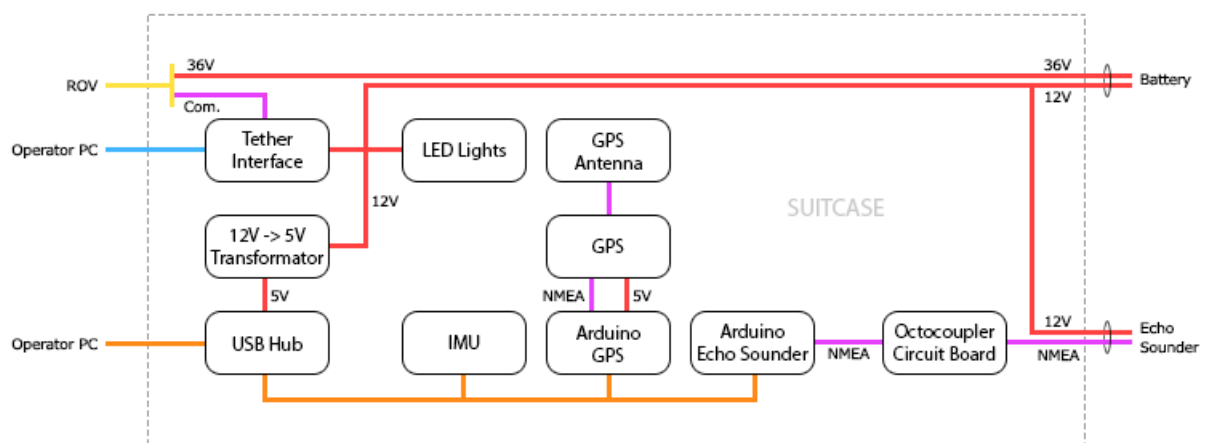 36V
36V
ROV
Battery
12V
Com.
Operator PC
Tether
Interface
LED Lights
GPS
Antenna
12V
SUITCASE
12V -> 5V
Transformator
GPS
5V
NMEA
5V
12V
Echo
Sounder
Operator PC
USB Hub
IMU
Arduino
GPS
Arduino
Echo Sounder
NMEA
Octocoupler
Circuit Board
NMEA